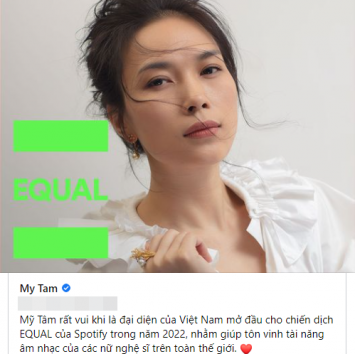 EQUAL
My Tam
Mỹ Tâm rất vui khi là đại diện của Việt Nam mở đầu cho chiến dịch
EQUAL của Spotify trong năm 2022, nhằm giúp tôn vinh tài năng
âm nhạc của các nữ nghệ sĩ trên toàn thế giới.